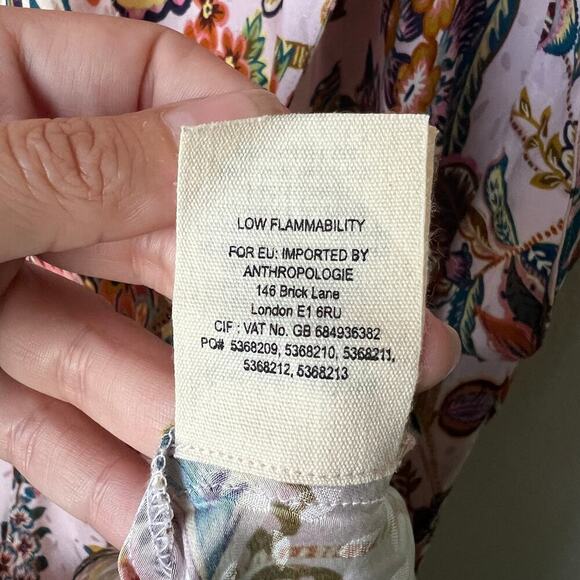 LOW FLAMMABILITY
FOR EU: IMPORTED BY
ANTHROPOLOGIE
146 Brick Lane
London E1 6RU
CIF : VAT No. GB 684936382
PO# 5368209, 5368210, 5368211,
5368212, 5368213